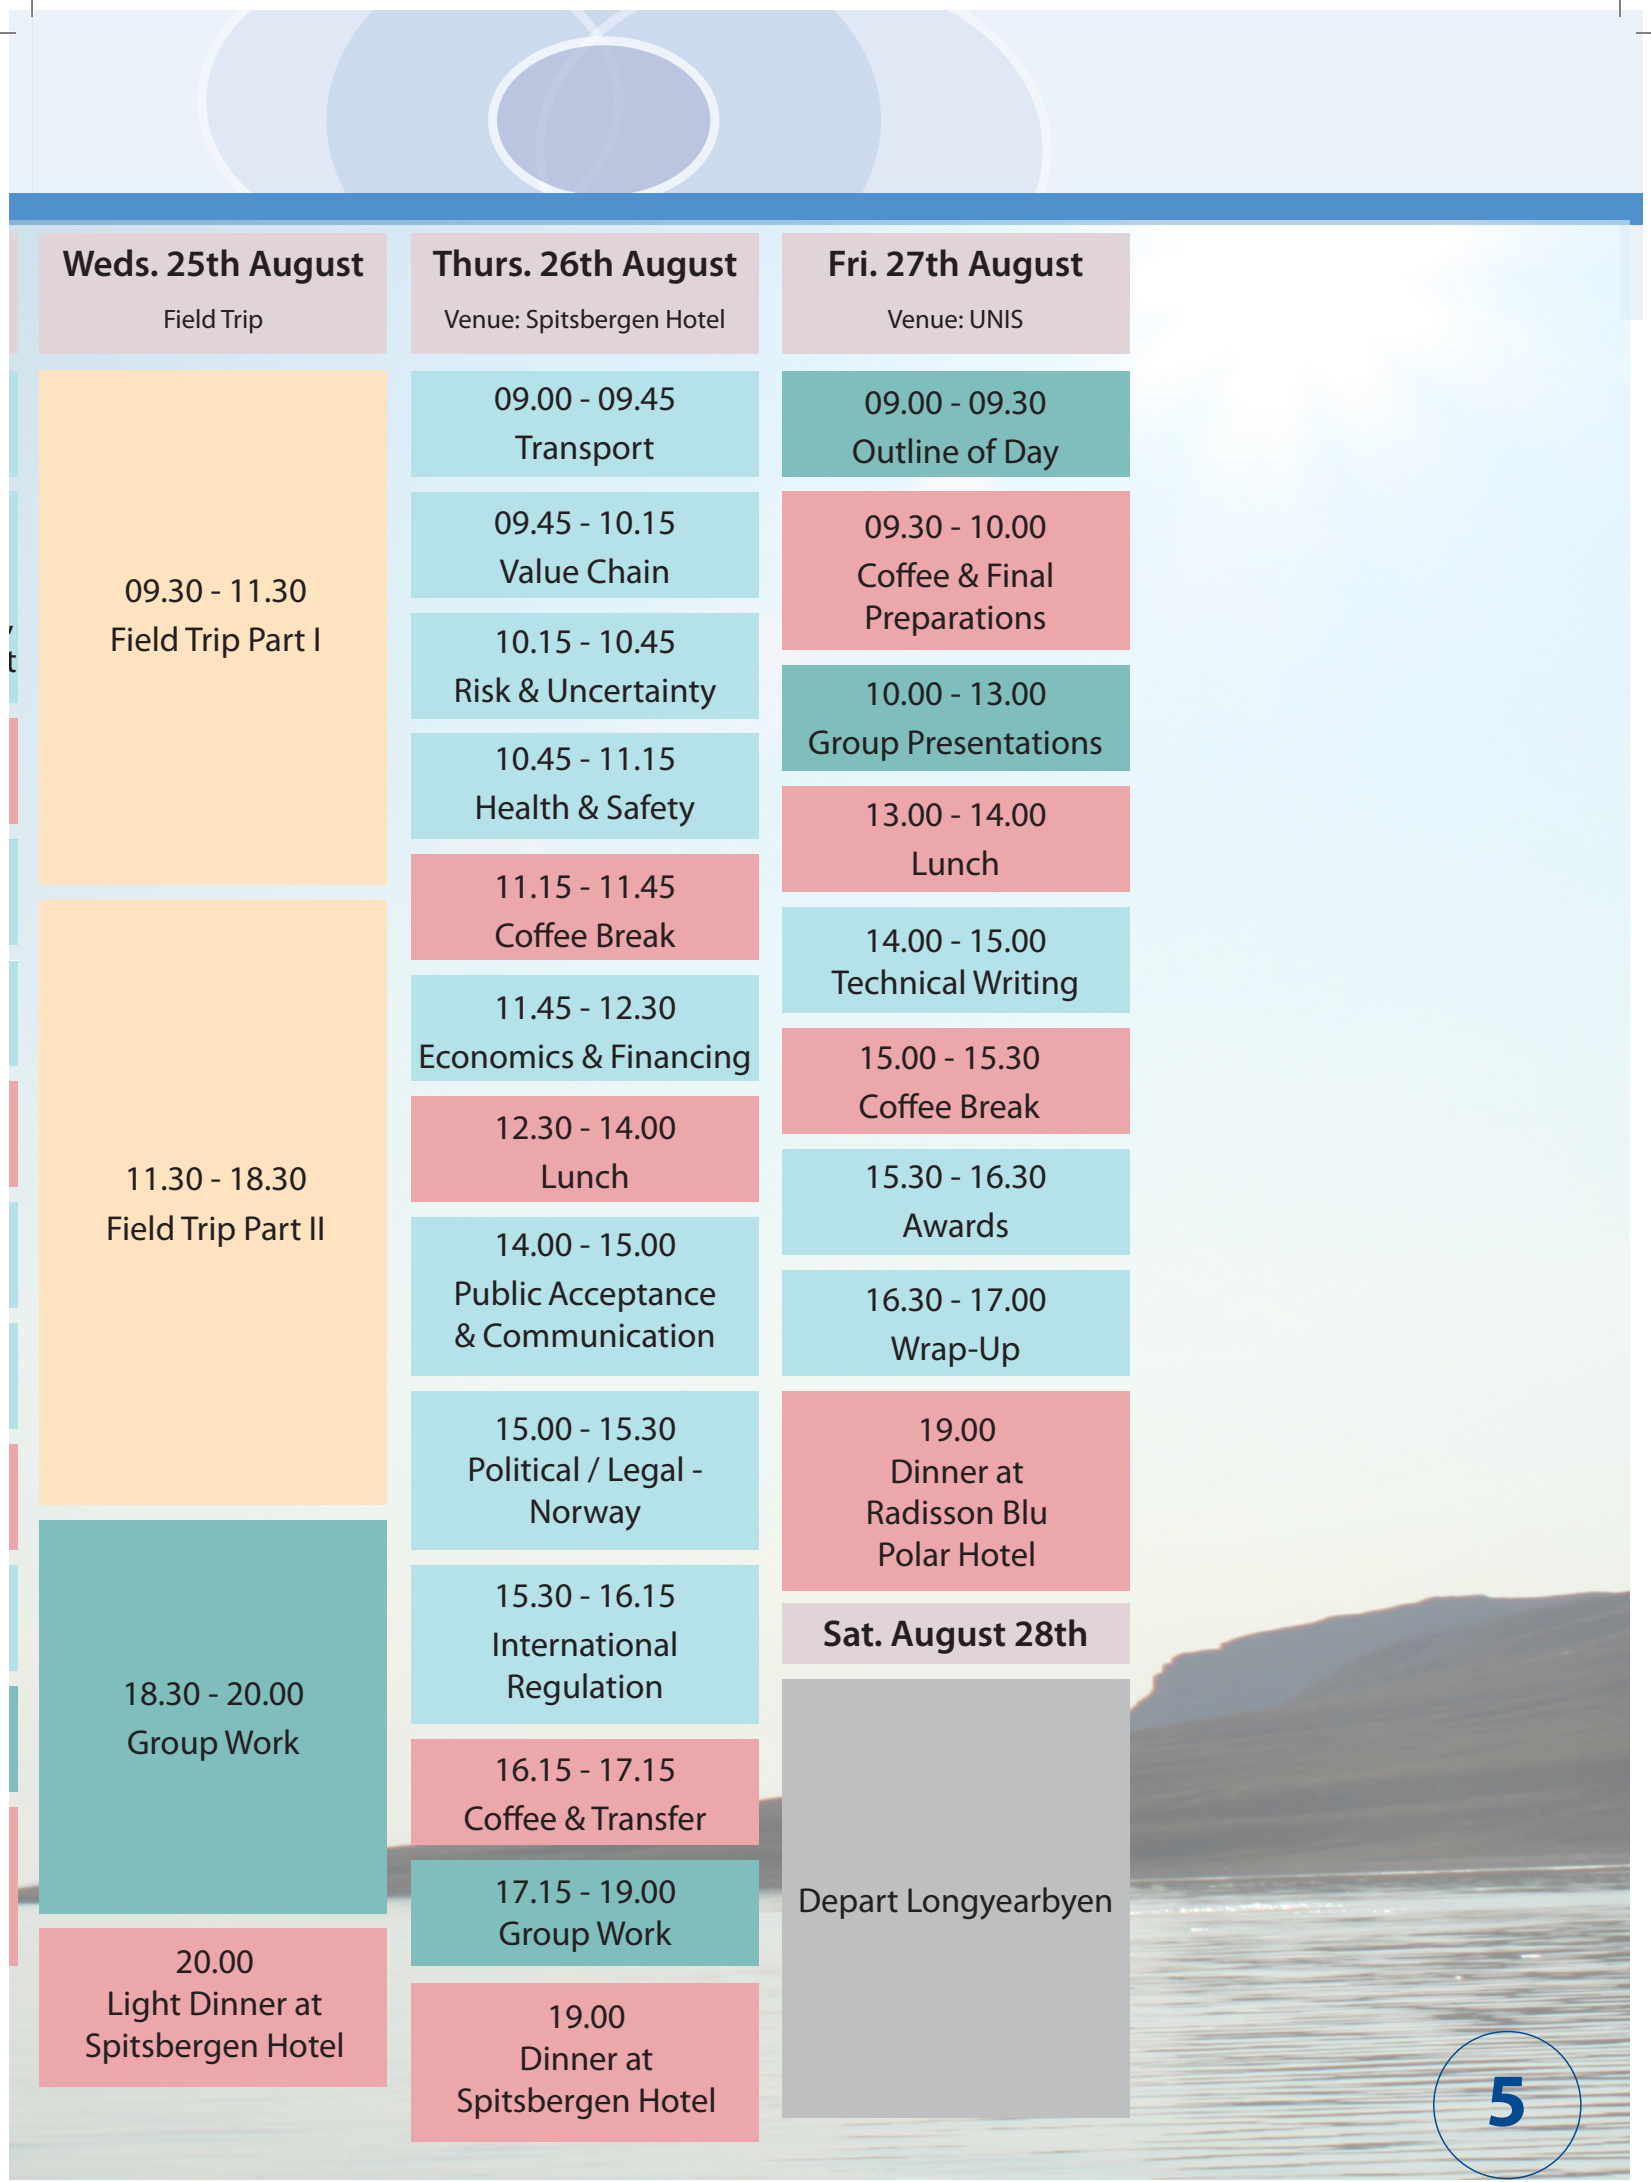 Weds. 25th August
Field Trip
09.30 - 11.30
Field Trip Part I
11.30 - 18.30
Field Trip Part II
18.30 - 20.00
Group Work
20.00
Light Dinner at
Spitsbergen Hotel
Thurs. 26th August
Venue: Spitsbergen Hotel
09.00 - 09.45
Transport
09.45 - 10.15
Value Chain
10.15 - 10.45
Risk & Uncertainty
10.45 - 11.15
Health & Safety
11.15 - 11.45
Coffee Break
11.45 - 12.30
Economics & Financing
12.30 - 14.00
Lunch
14.00 - 15.00
Public Acceptance
& Communication
15.00 - 15.30
Political / Legal -
Norway
15.30 - 16.15
International
Regulation
16.15 - 17.15
Coffee & Transfer
17.15 - 19.00
Group Work
19.00
Dinner at
Spitsbergen Hotel
Fri. 27th August
Venue: UNIS
09.00 - 09.30
Outline of Day
09.30 - 10.00
Coffee & Final
Preparations
10.00 - 13.00
Group Presentations
13.00 - 14.00
Lunch
14.00 - 15.00
Technical Writing
15.00 - 15.30
Coffee Break
15.30 - 16.30
Awards
16.30 - 17.00
Wrap-Up
19.00
Dinner at
Radisson Blu
Polar Hotel
Sat. August 28th
Depart Longyearbyen
5